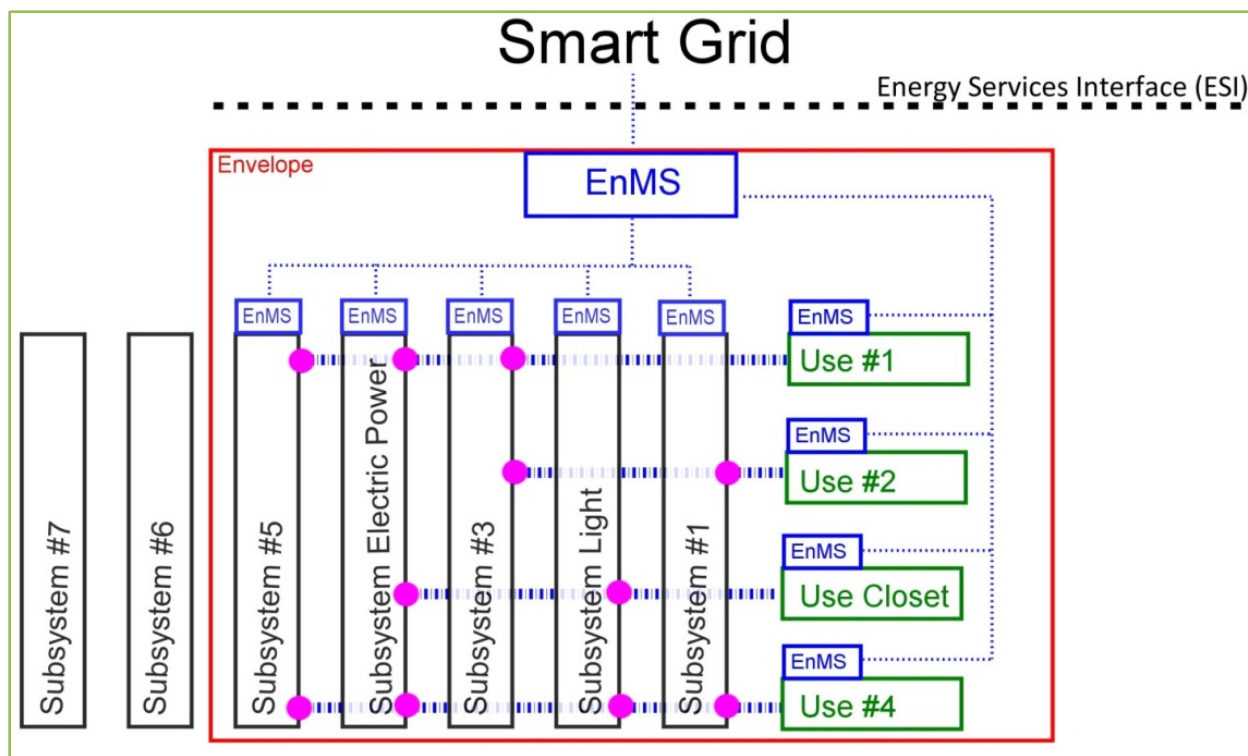 Smart Grid
Energy Services Interface (ESI)
Envelope
EnMS
EnMS
EnMS
EnMS
EnMS
EnMS
EnMS
Use #1
EnMS
Use #2
EnMS
Use Closet
EnMS
Use #4
Subsystem #7
Subsystem #6
Subsystem #5
Subsystem Electric Power
Subsystem #3
Subsystem Light
Subsystem #1